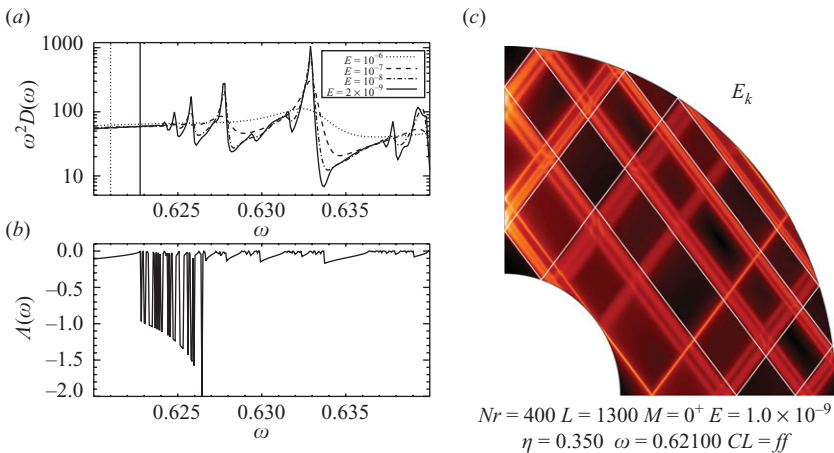 (a)
1000
100
10
ω²D(ω)
E = 10⁻⁶
E = 10⁻⁷
E = 10⁻⁸
E = 2 × 10⁻⁹
0.625 0.630 0.635
ω
(b)
0.0
−0.5
−1.0
−1.5
−2.0
Λ(ω)
0.625 0.630 0.635
ω
(c)
E_k
Nr = 400 L = 1300 M = 0⁺ E = 1.0 × 10⁻⁹
η = 0.350 ω = 0.62100 CL = ff